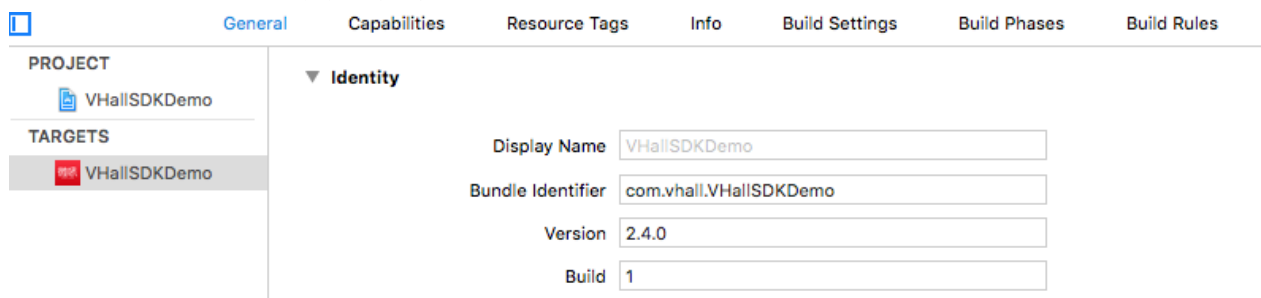 General Capabilities Resource Tags Info Build Settings Build Phases Build Rules
PROJECT
VHallSDKDemo
TARGETS
VHallSDKDemo
Identity
Display Name VHallSDKDemo
Bundle Identifier com.vhall.VHallSDKDemo
Version 2.4.0
Build 1